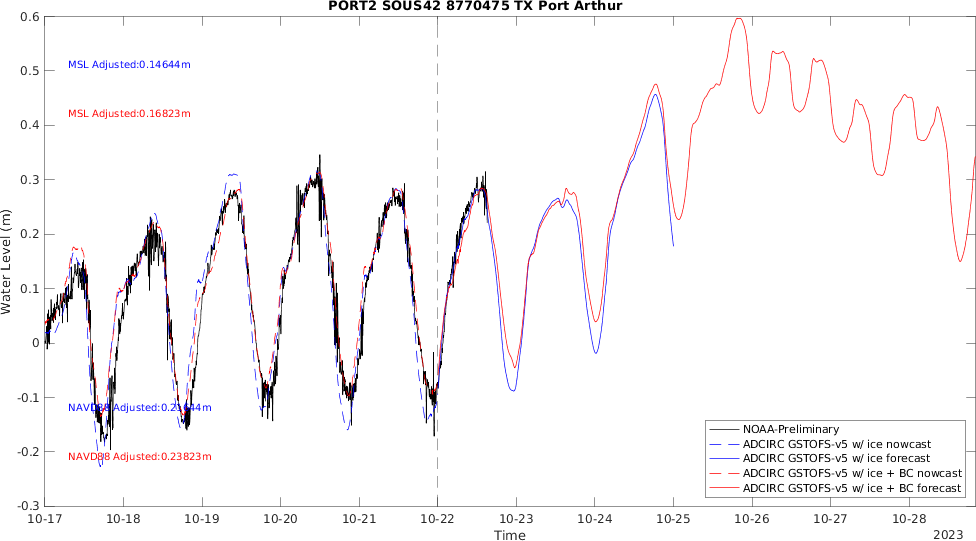 PORT2 SOUS42 8770475 TX Port Arthur
0.6
0.5
0.4
0.3
0.2
0.1
0
-0.1
-0.2
-0.3
Water Level (m)
MSL Adjusted:0.14644m
MSL Adjusted:0.16823m
NAVD88 Adjusted:0.21644m
NAVD88 Adjusted:0.23823m
NOAA-Preliminary
ADCIRC GSTOFS-v5 w/ ice nowcast
ADCIRC GSTOFS-v5 w/ ice forecast
ADCIRC GSTOFS-v5 w/ ice + BC nowcast
ADCIRC GSTOFS-v5 w/ ice + BC forecast
10-17 10-18 10-19 10-20 10-21 10-22 10-23 10-24 10-25 10-26 10-27 10-28
Time
2023